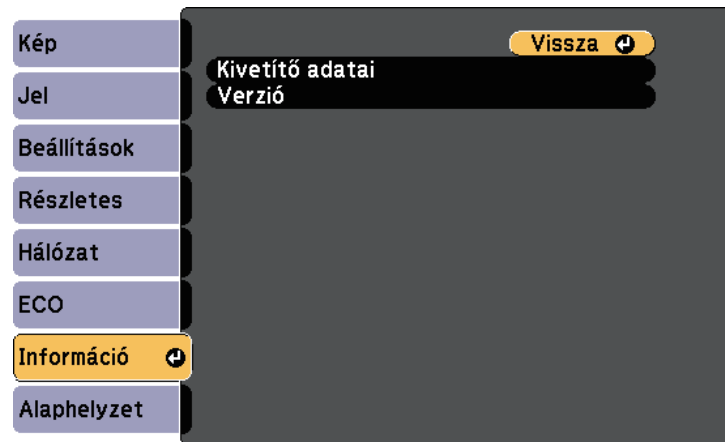 Kép
Jel
Beállítások
Részletes
Hálózat
ECO
Információ
Alaphelyzet
Vissza
Kivetítő adatai
Verzió